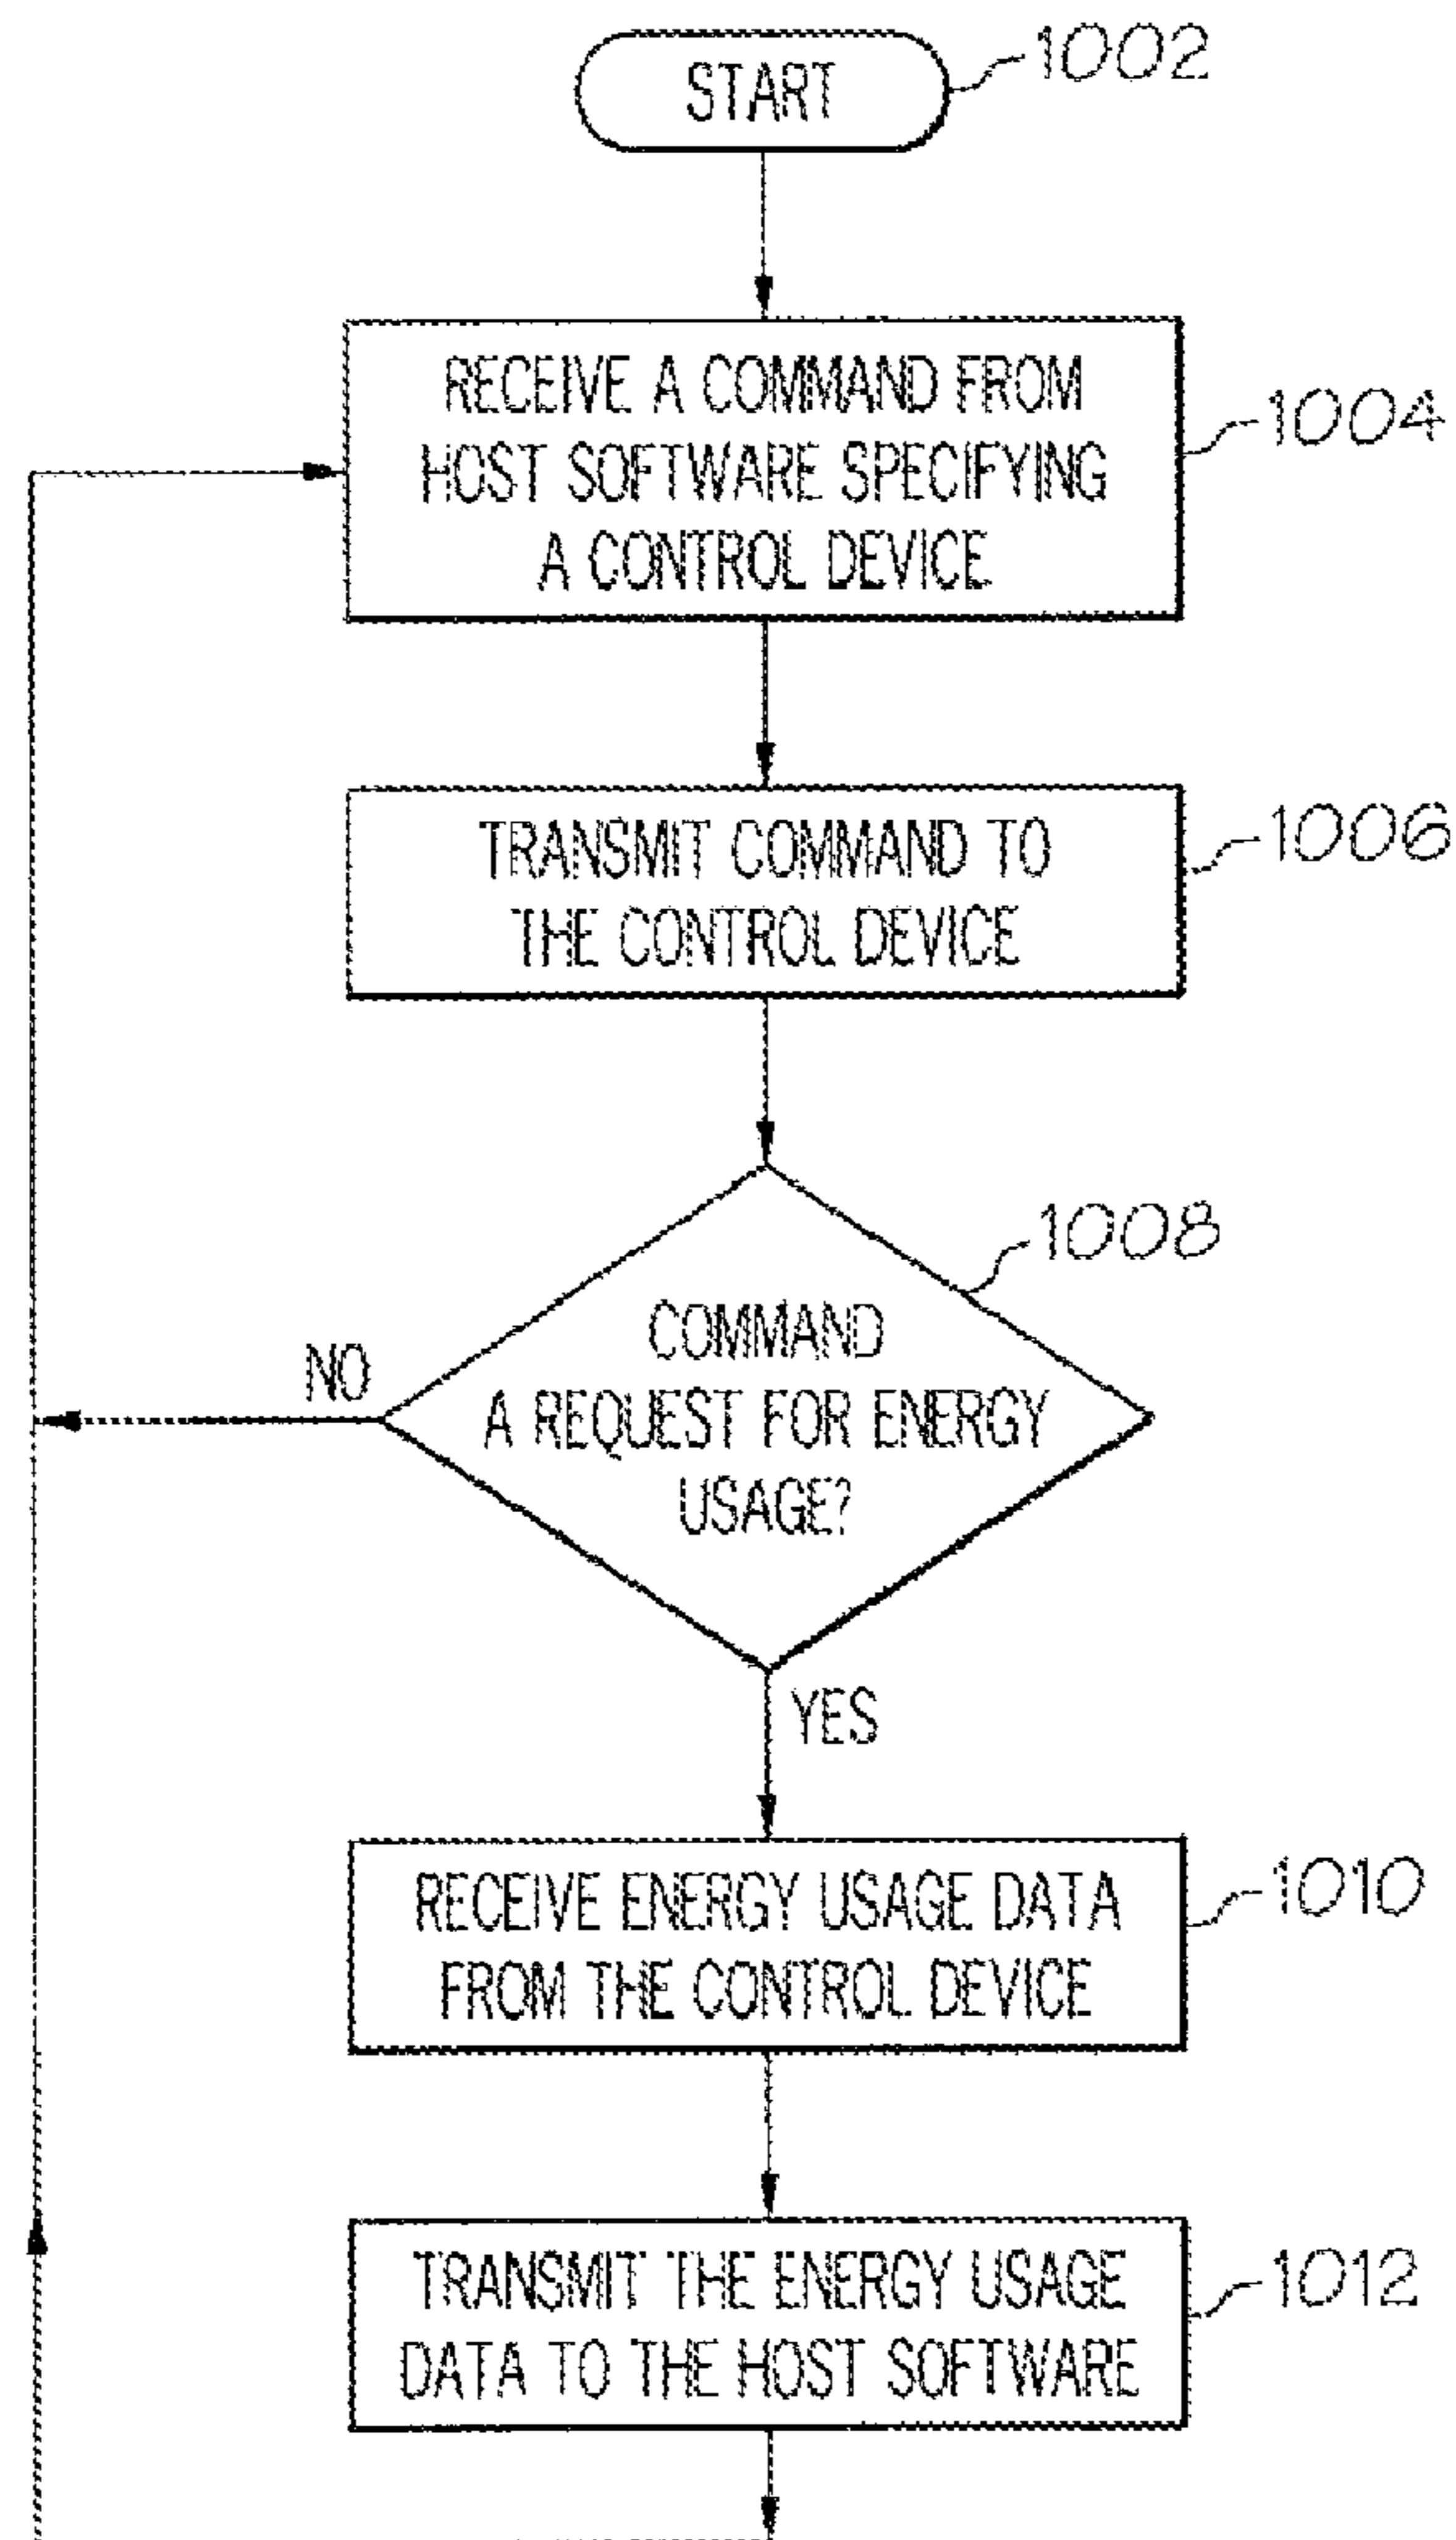 START
1002
RECEIVE A COMMAND FROM
HOST SOFTWARE SPECIFYING
A CONTROL DEVICE
1004
TRANSMIT COMMAND TO
THE CONTROL DEVICE
1006
1008
COMMAND
A REQUEST FOR ENERGY
USAGE?
NO
YES
RECEIVE ENERGY USAGE DATA
FROM THE CONTROL DEVICE
1010
TRANSMIT THE ENERGY USAGE
DATA TO THE HOST SOFTWARE
1012